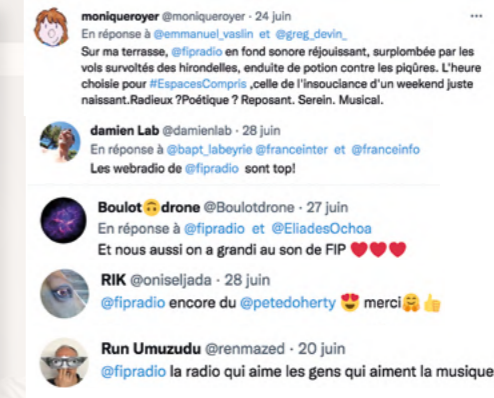 moniqueroyer @moniqueroyer · 24 juin ...
En réponse à @emmanuel_vaslin et @greg_devin_
Sur ma terrasse, @fipradio en fond sonore réjouissant, surplombée par les
vols survoltés des hirondelles, enduite de potion contre les piqûres. L'heure
choisie pour #EspacesCompris ,celle de l'insouciance d'un weekend juste
naissant.Radieux ?Poétique ? Reposant. Serein. Musical.
damien Lab @damienlab · 28 juin
En réponse à @bapt_labeyrie @franceinter et @franceinfo
Les webradio de @fipradio sont top!
Boulot🙃drone @Boulotdrone · 27 juin
En réponse à @fipradio et @EliadesOchoa
Et nous aussi on a grandi au son de FIP ❤️❤️❤️
RIK @oniseljada · 28 juin
@fipradio encore du @petedoherty 😍 merci🤗👍
Run Umuzudu @renmazed · 20 juin
@fipradio la radio qui aime les gens qui aiment la musique